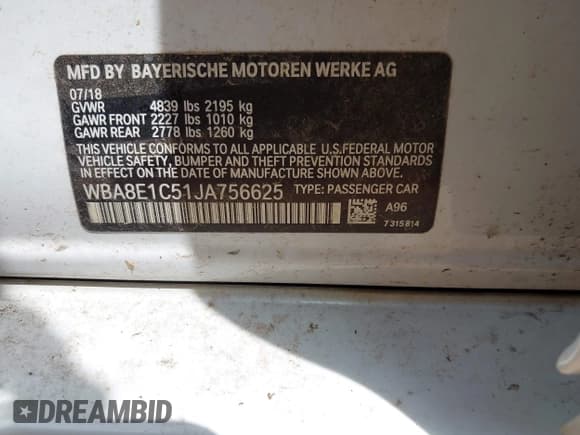 MFD BY BAYERISCHE MOTOREN WERKE AG
07/18
GVWR 4839 lbs 2195 kg
GAWR FRONT 2227 lbs 1010 kg
GAWR REAR 2778 lbs 1260 kg
THIS VEHICLE CONFORMS TO ALL APPLICABLE U.S.FEDERAL MOTOR
VEHICLE SAFETY, BUMPER AND THEFT PREVENTION STANDARDS
IN EFFECT ON THE DATE OF MANUFACTURE SHOWN ABOVE.
WBA8E1C51JA756625 TYPE: PASSENGER CAR
A96
7 315 814
DREAMBID